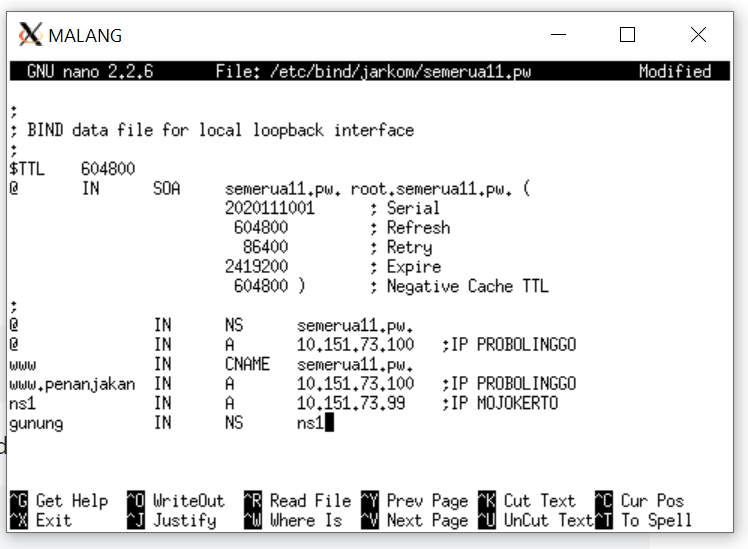 MALANG
GNU nano 2.2.6 File: /etc/bind/jarkom/semerua11.pw Modified
;
; BIND data file for local loopback interface
;
$TTL 604800
@ IN SOA semerua11.pw. root.semerua11.pw. (
2020111001 ; Serial
604800 ; Refresh
86400 ; Retry
2419200 ; Expire
604800 ) ; Negative Cache TTL
;
@ IN NS semerua11.pw.
@ IN A 10.151.73.100 ;IP PROBOLINGGO
www IN CNAME semerua11.pw.
www.penanjakan IN A 10.151.73.100 ;IP PROBOLINGGO
ns1 IN A 10.151.73.99 ;IP MOJOKERTO
gunung IN NS ns1
^G Get Help ^O WriteOut ^R Read File ^Y Prev Page ^K Cut Text ^C Cur Pos
^X Exit ^J Justify ^W Where Is ^V Next Page ^U UnCut Text ^T To Spell